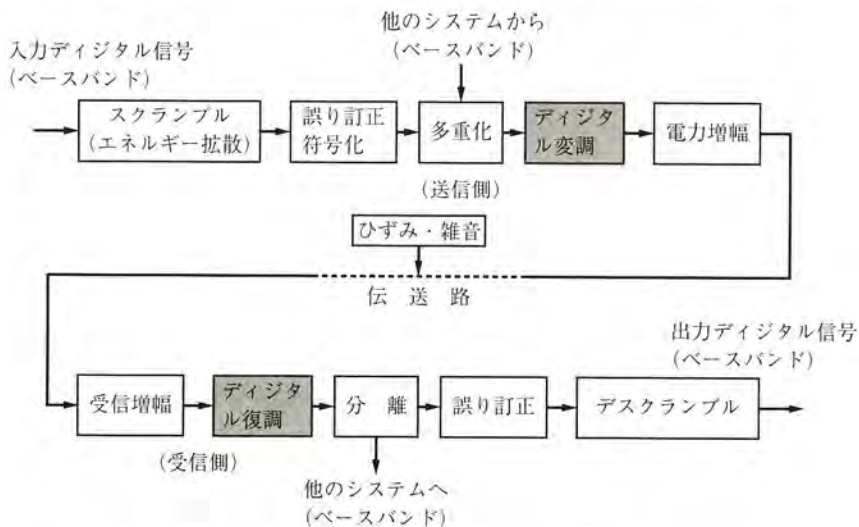 入力ディジタル信号
(ベースバンド)
他のシステムから
(ベースバンド)
スクランブル
(エネルギー拡散)
誤り訂正
符号化
多重化
ディジタ
ル変調
電力増幅
(送信側)
ひずみ・雑音
伝 送 路
出力ディジタル信号
(ベースバンド)
受信増幅
ディジタ
ル復調
分 離
誤り訂正
デスクランブル
(受信側)
他のシステムへ
(ベースバンド)